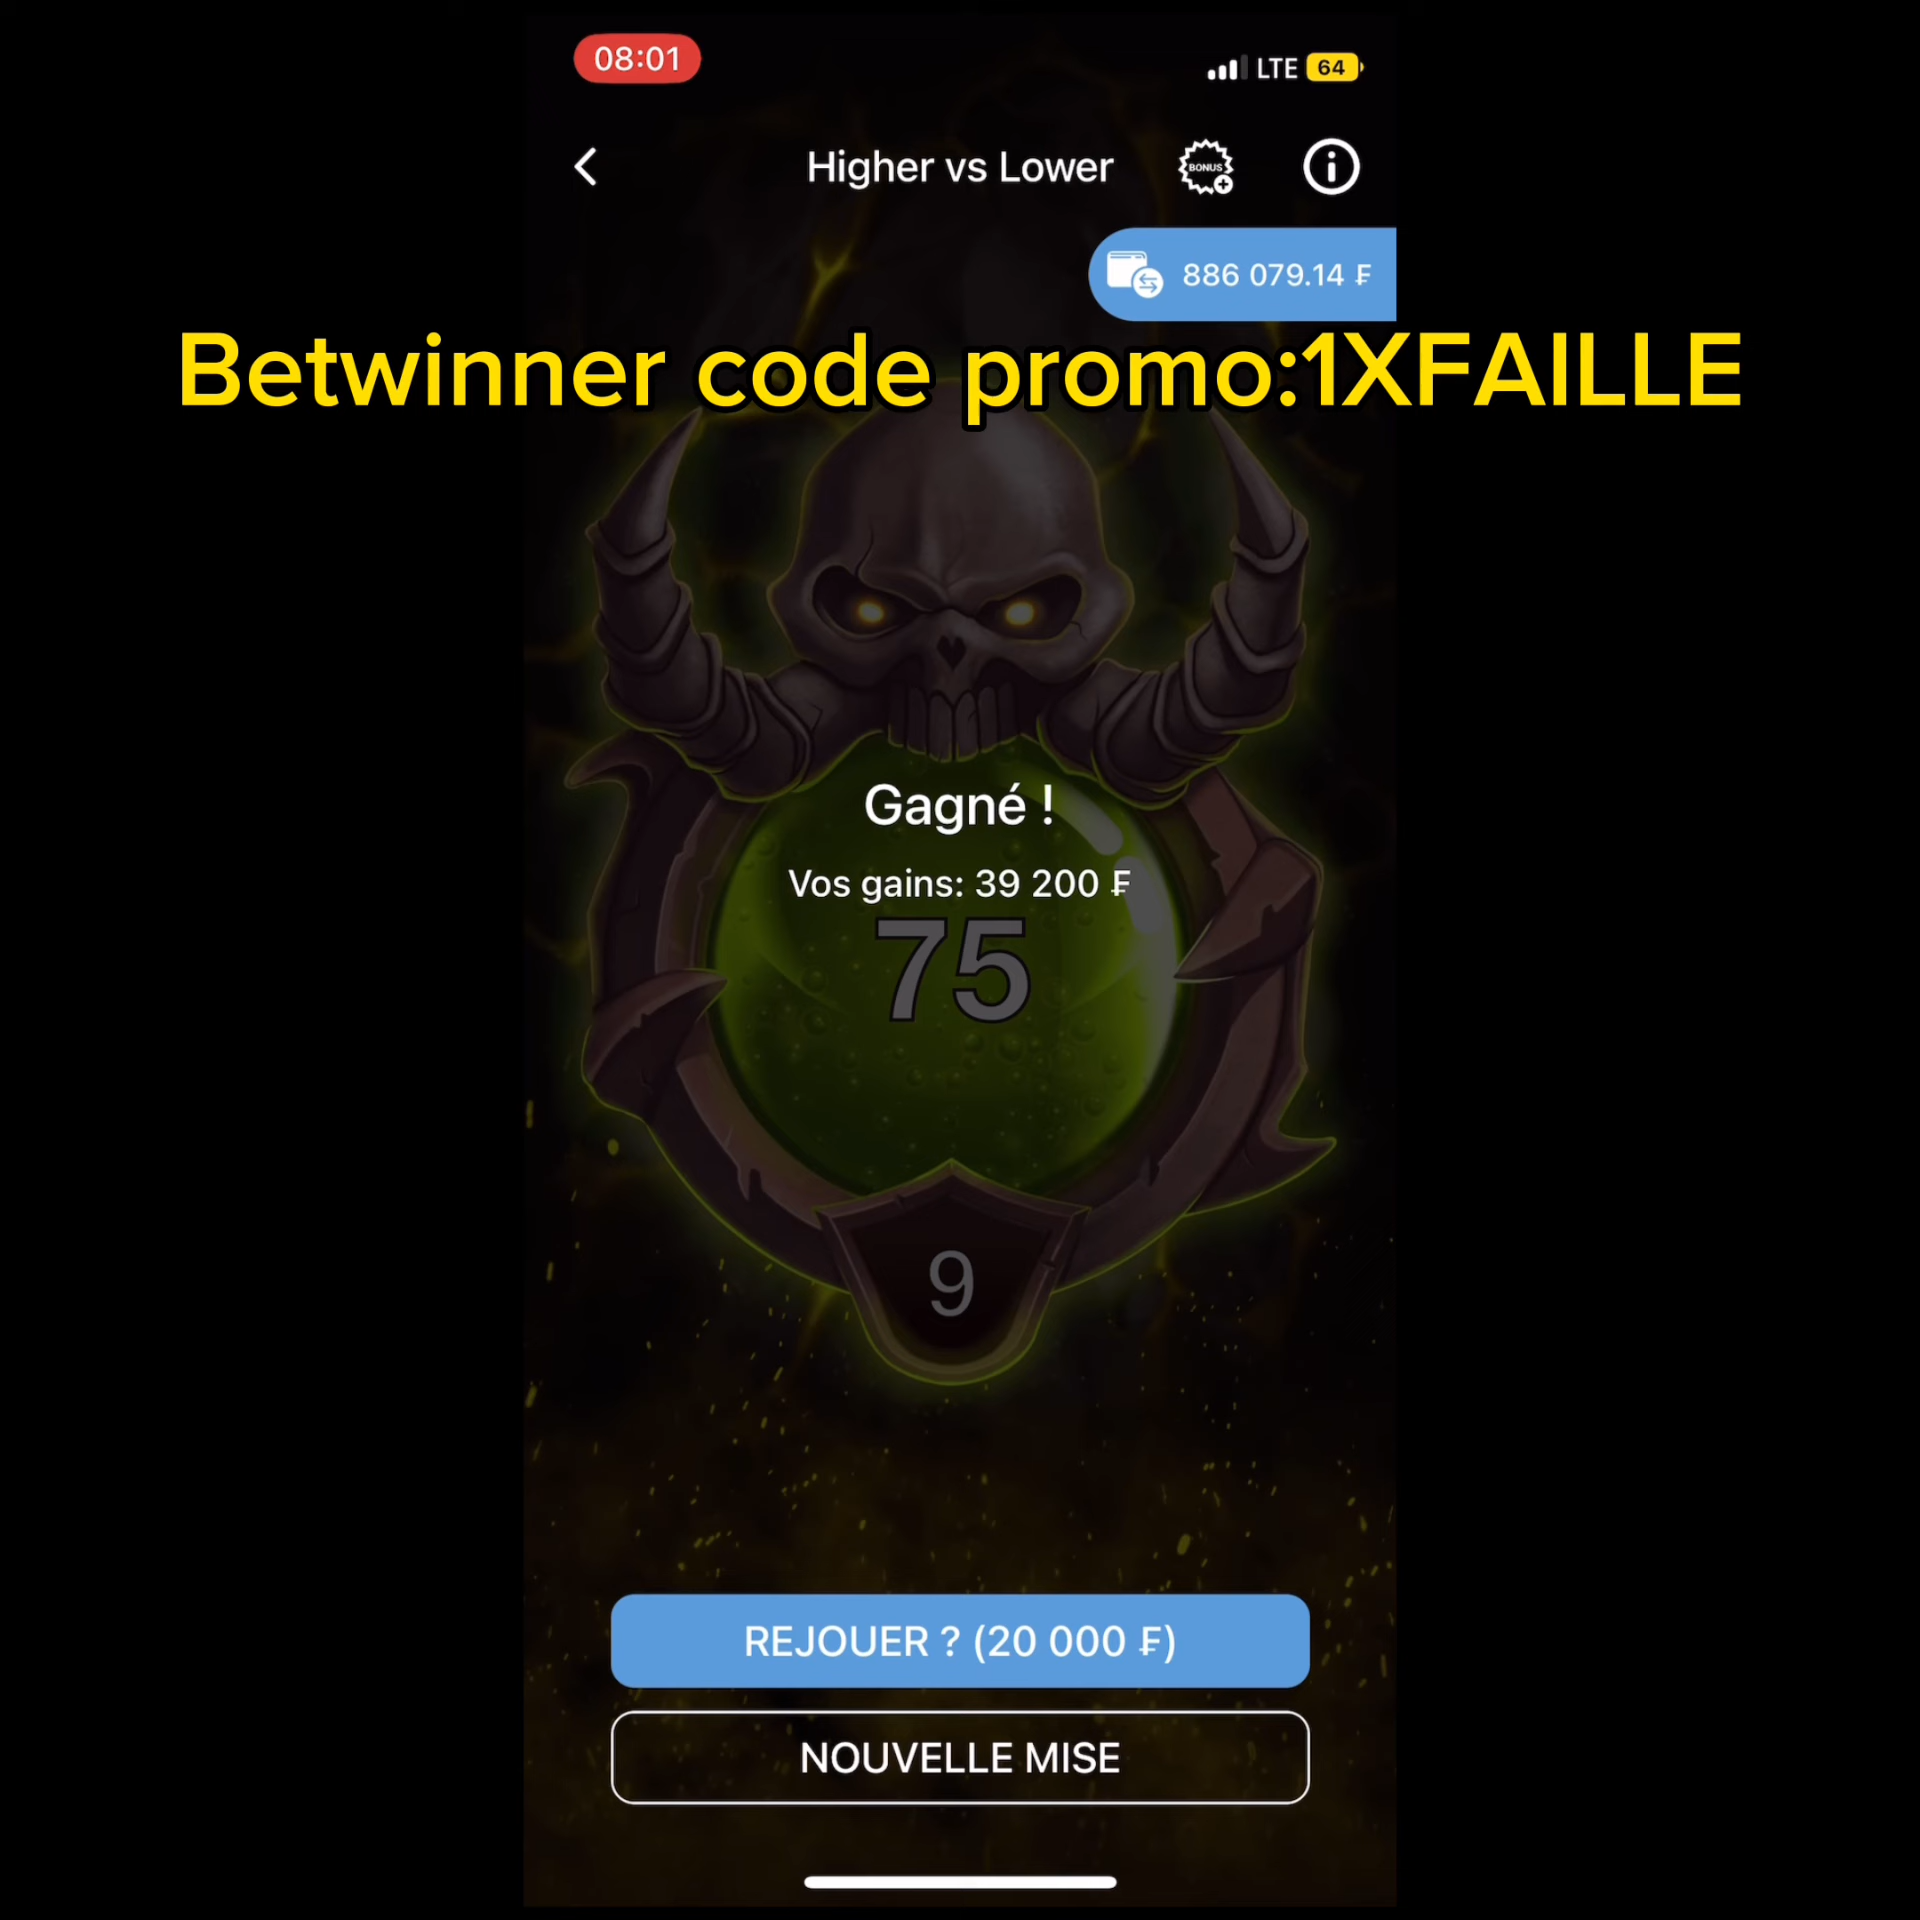 08:01
LTE 64
Higher vs Lower
BONUS
886 079.14 ₣
Betwinner code promo:1XFAILLE
Gagné !
Vos gains: 39 200 ₣
75
9
REJOUER ? (20 000 ₣)
NOUVELLE MISE